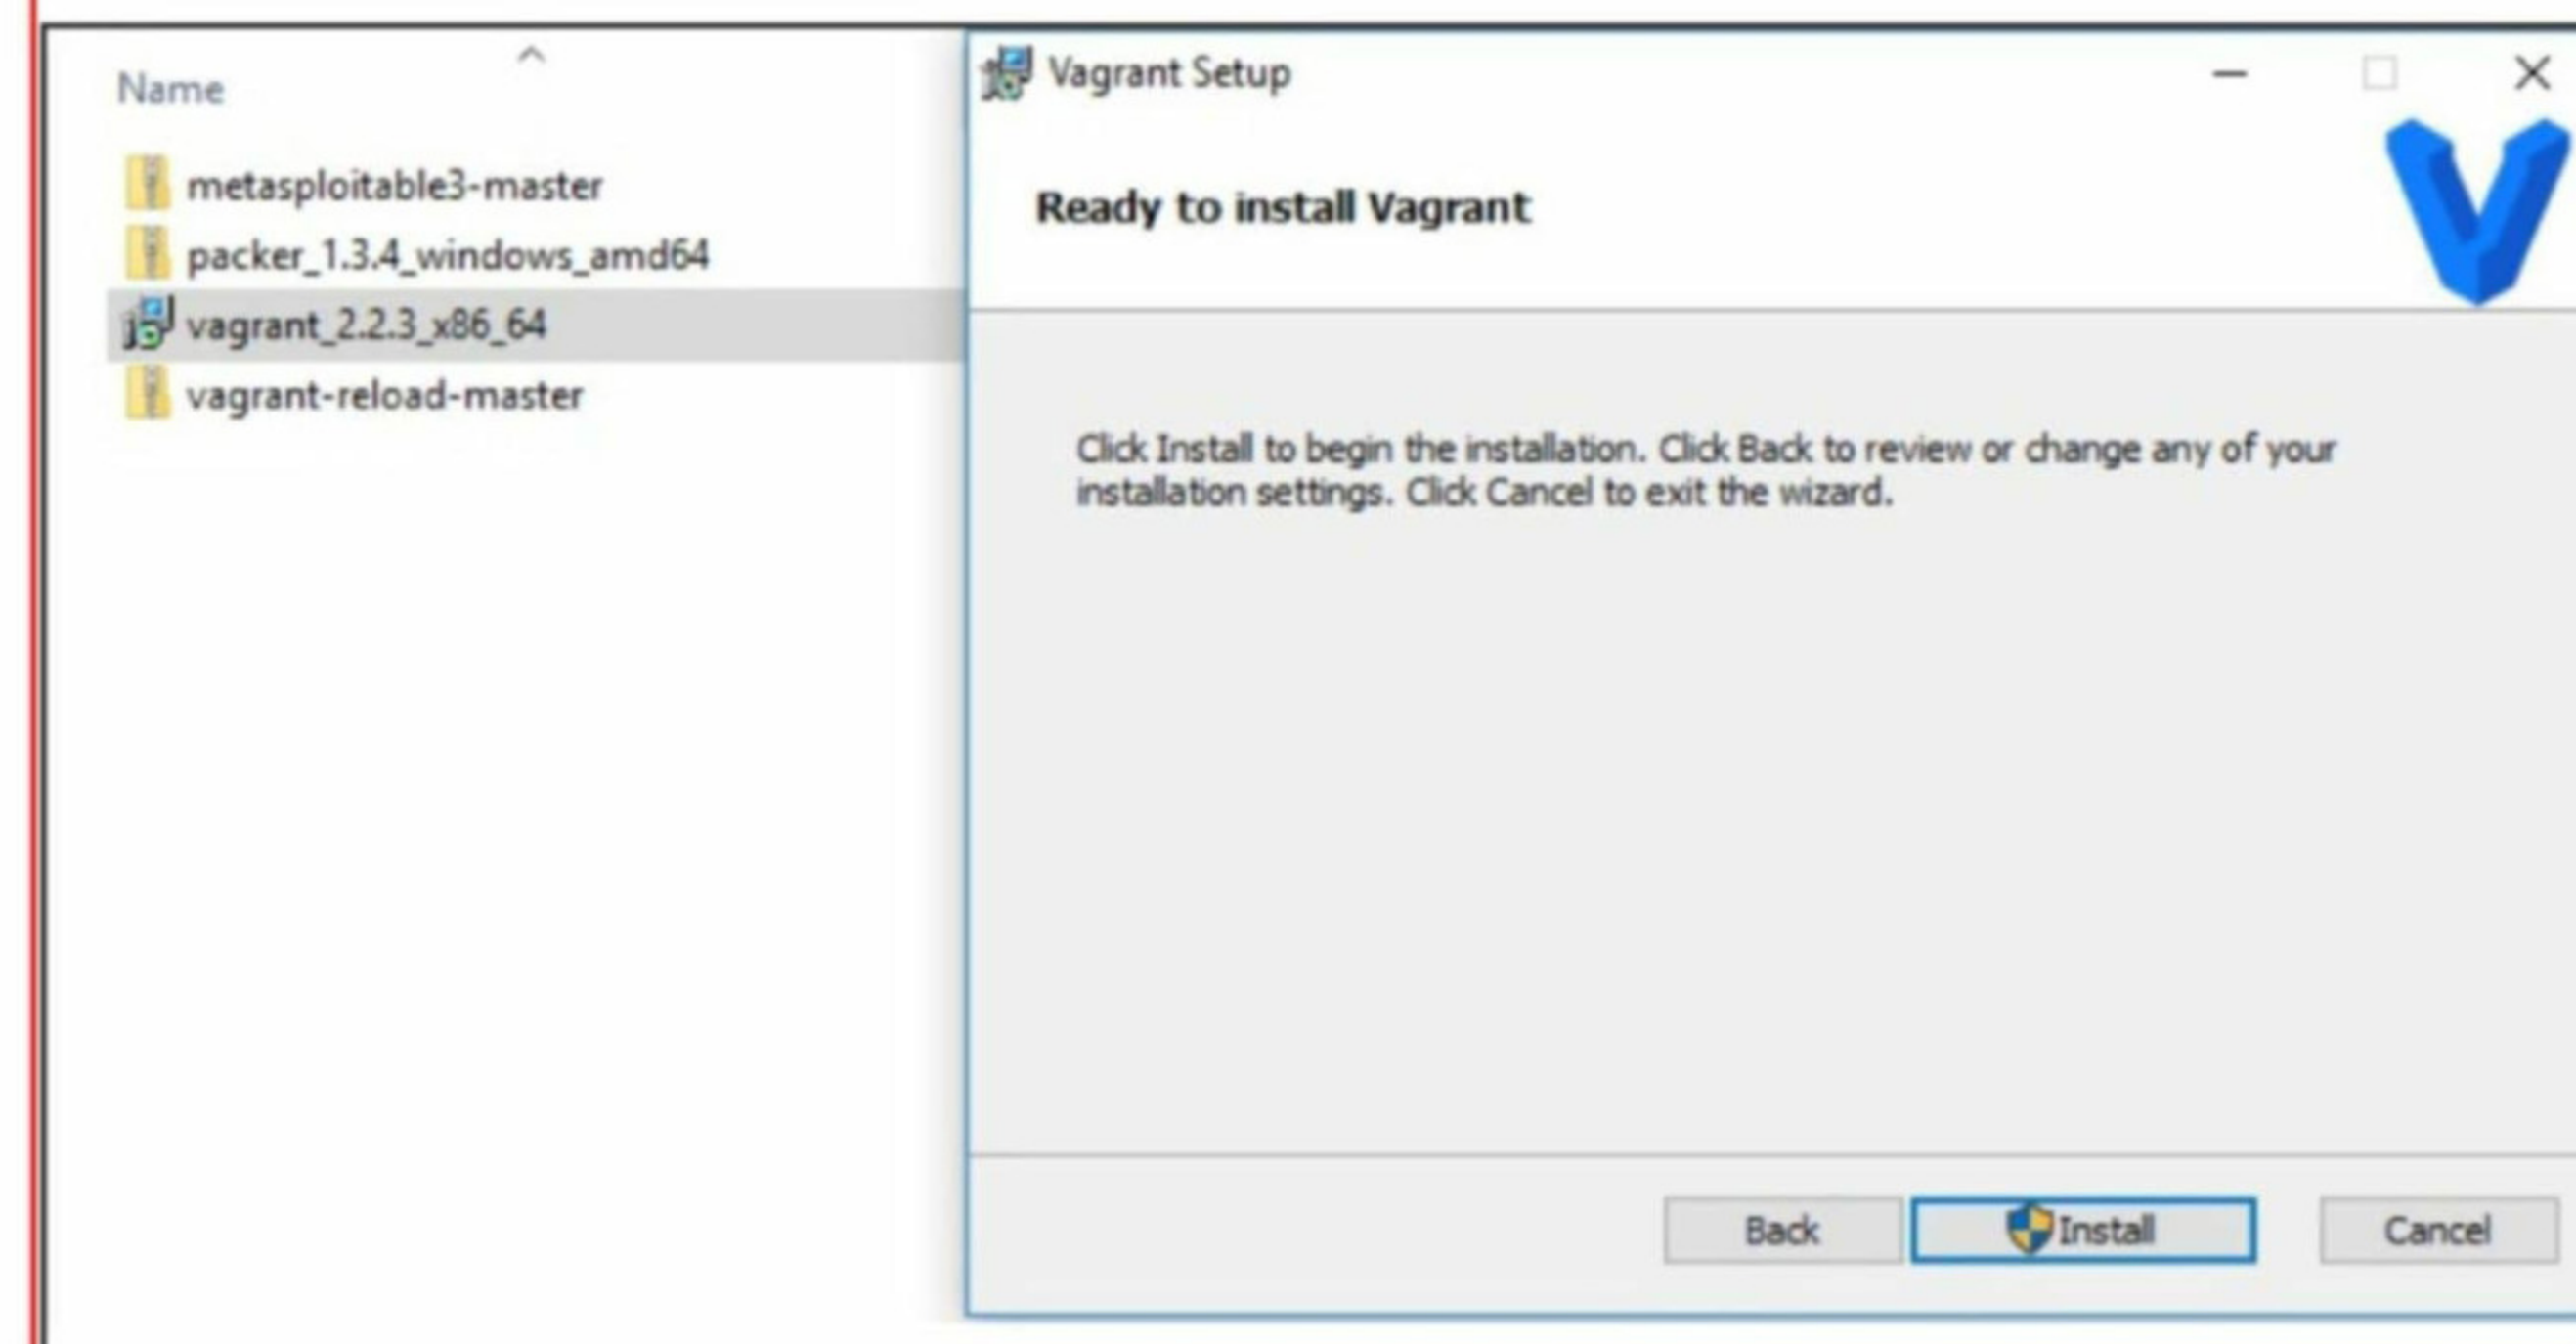 Name
metasploitable3-master
packer_1.3.4_windows_amd64
vagrant_2.2.3_x86_64
vagrant-reload-master
Vagrant Setup
Ready to install Vagrant
Click Install to begin the installation. Click Back to review or change any of your
installation settings. Click Cancel to exit the wizard.
Back
Install
Cancel